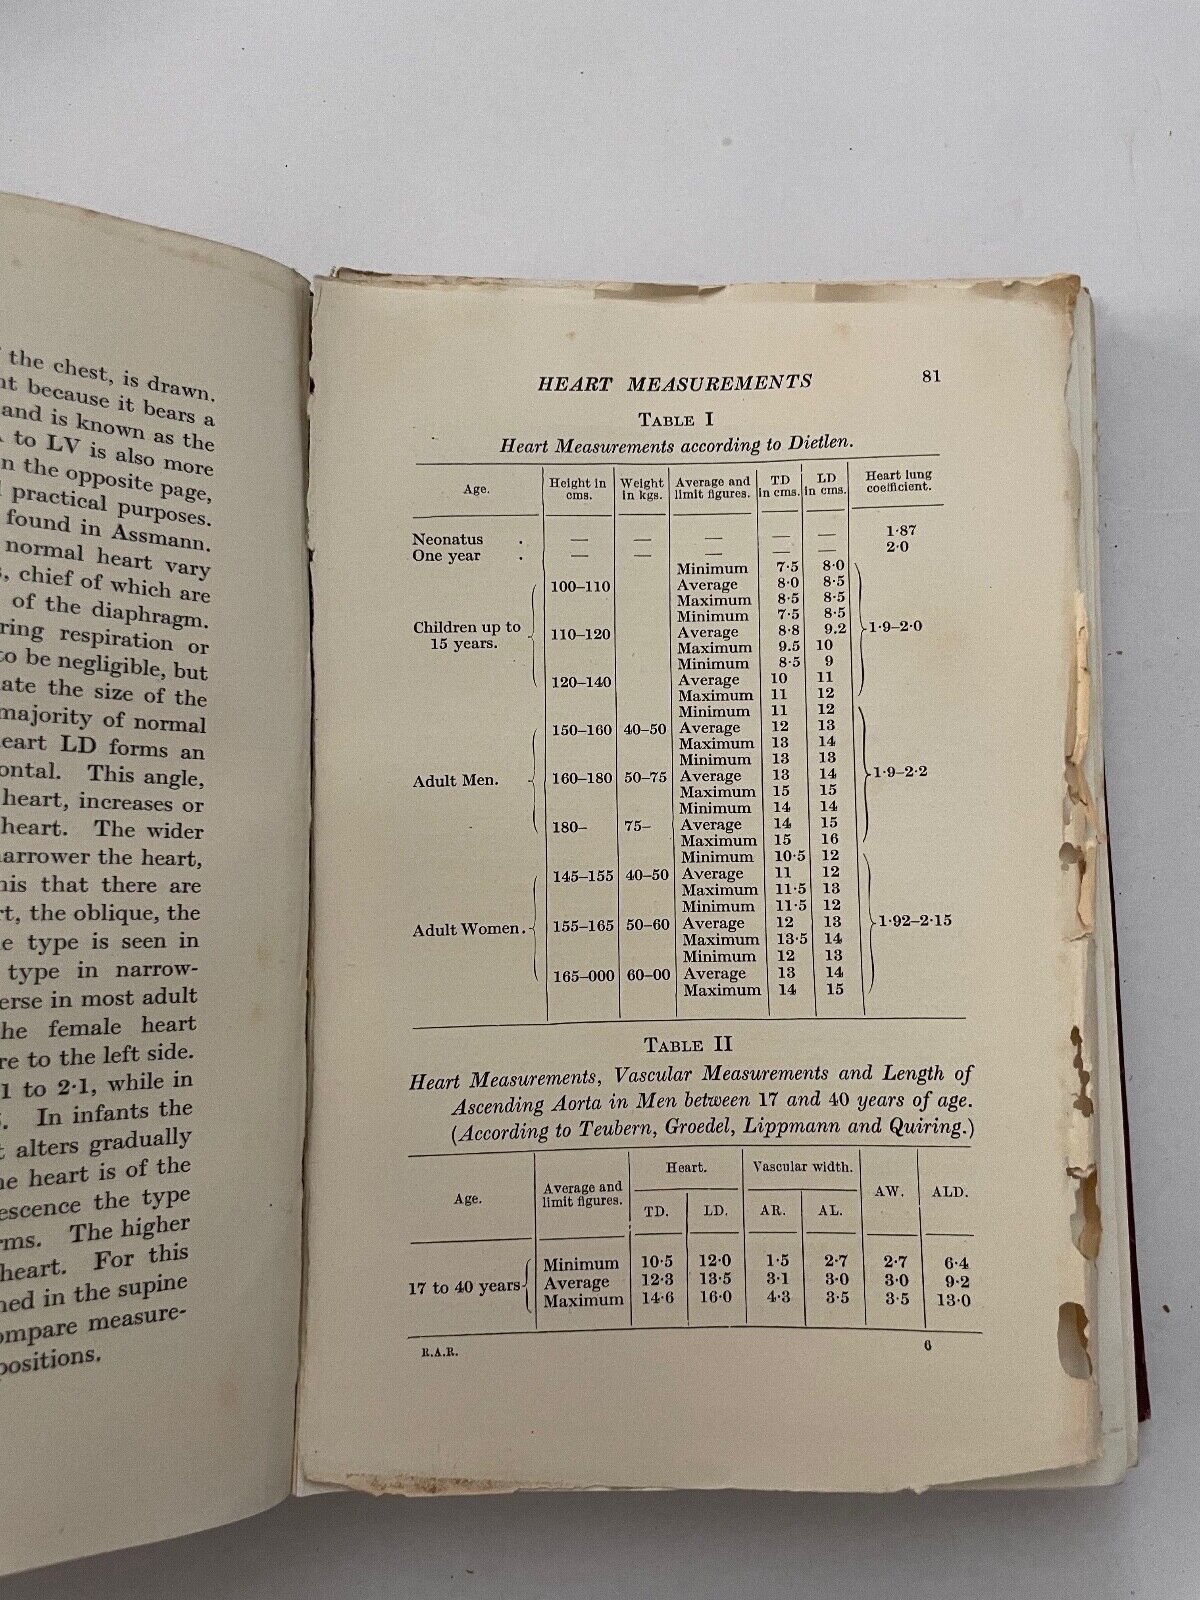 the chest, is drawn.
because it bears a
and is known as the
to LV is also more
n the opposite page,
practical purposes.
found in Assmann.
normal heart vary
s, chief of which are
of the diaphragm.
ring respiration or
to be negligible, but
ate the size of the
majority of normal
eart LD forms an
ontal. This angle,
heart, increases or
heart. The wider
arrower the heart,
his that there are
rt, the oblique, the
e type is seen in
type in narrow-
erse in most adult
he female heart
re to the left side.
1 to 2·1, while in
In infants the
t alters gradually
he heart is of the
escence the type
rms. The higher
heart. For this
ned in the supine
ompare measure-
positions.
HEART MEASUREMENTS 81
TABLE I
Heart Measurements according to Dietlen.
Age. Height in cms. Weight in kgs. Average and limit figures. TD in cms. LD in cms. Heart lung coefficient.
Neonatus . — — — — — 1·87
One year . — — — — — 2·0
Minimum 7·5 8·0
100–110 Average 8·0 8·5
Maximum 8·5 8·5
Minimum 7·5 8·5
Children up to 15 years. 110–120 Average 8·8 9.2 1·9–2·0
Maximum 9.5 10
Minimum 8·5 9
120–140 Average 10 11
Maximum 11 12
Minimum 11 12
150–160 40–50 Average 12 13
Maximum 13 14
Minimum 13 13
Adult Men. 160–180 50–75 Average 13 14 1·9–2·2
Maximum 15 15
Minimum 14 14
180– 75– Average 14 15
Maximum 15 16
Minimum 10·5 12
145–155 40–50 Average 11 12
Maximum 11·5 13
Minimum 11·5 12
Adult Women. 155–165 50–60 Average 12 13 1·92–2·15
Maximum 13·5 14
Minimum 12 13
165–000 60–00 Average 13 14
Maximum 14 15
TABLE II
Heart Measurements, Vascular Measurements and Length of
Ascending Aorta in Men between 17 and 40 years of age.
(According to Teubern, Groedel, Lippmann and Quiring.)
Age. Average and limit figures. Heart. Vascular width. AW. ALD.
TD. LD. AR. AL.
Minimum 10·5 12·0 1·5 2·7 2·7 6·4
17 to 40 years Average 12·3 13·5 3·1 3·0 3·0 9·2
Maximum 14·6 16·0 4·3 3·5 3·5 13·0
R.A.R. 6